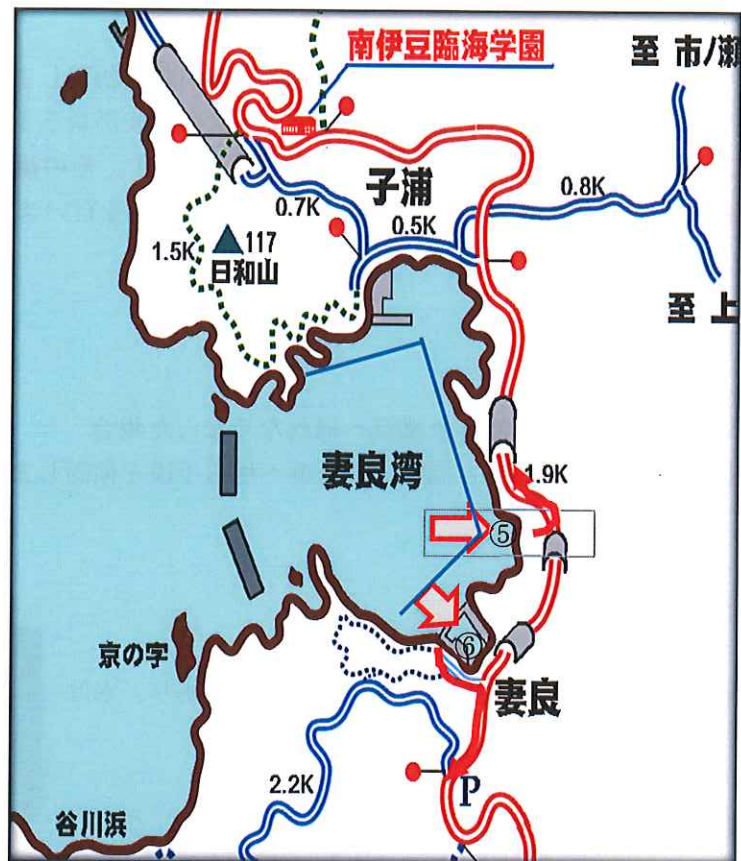 南伊豆臨海学園
至 市ノ瀬
子浦
0.8K
0.7K
0.5K
1.5K
117
日和山
至 上
妻良湾
1.9K
⑤
京の字
⑥
妻良
2.2K
P
谷川浜